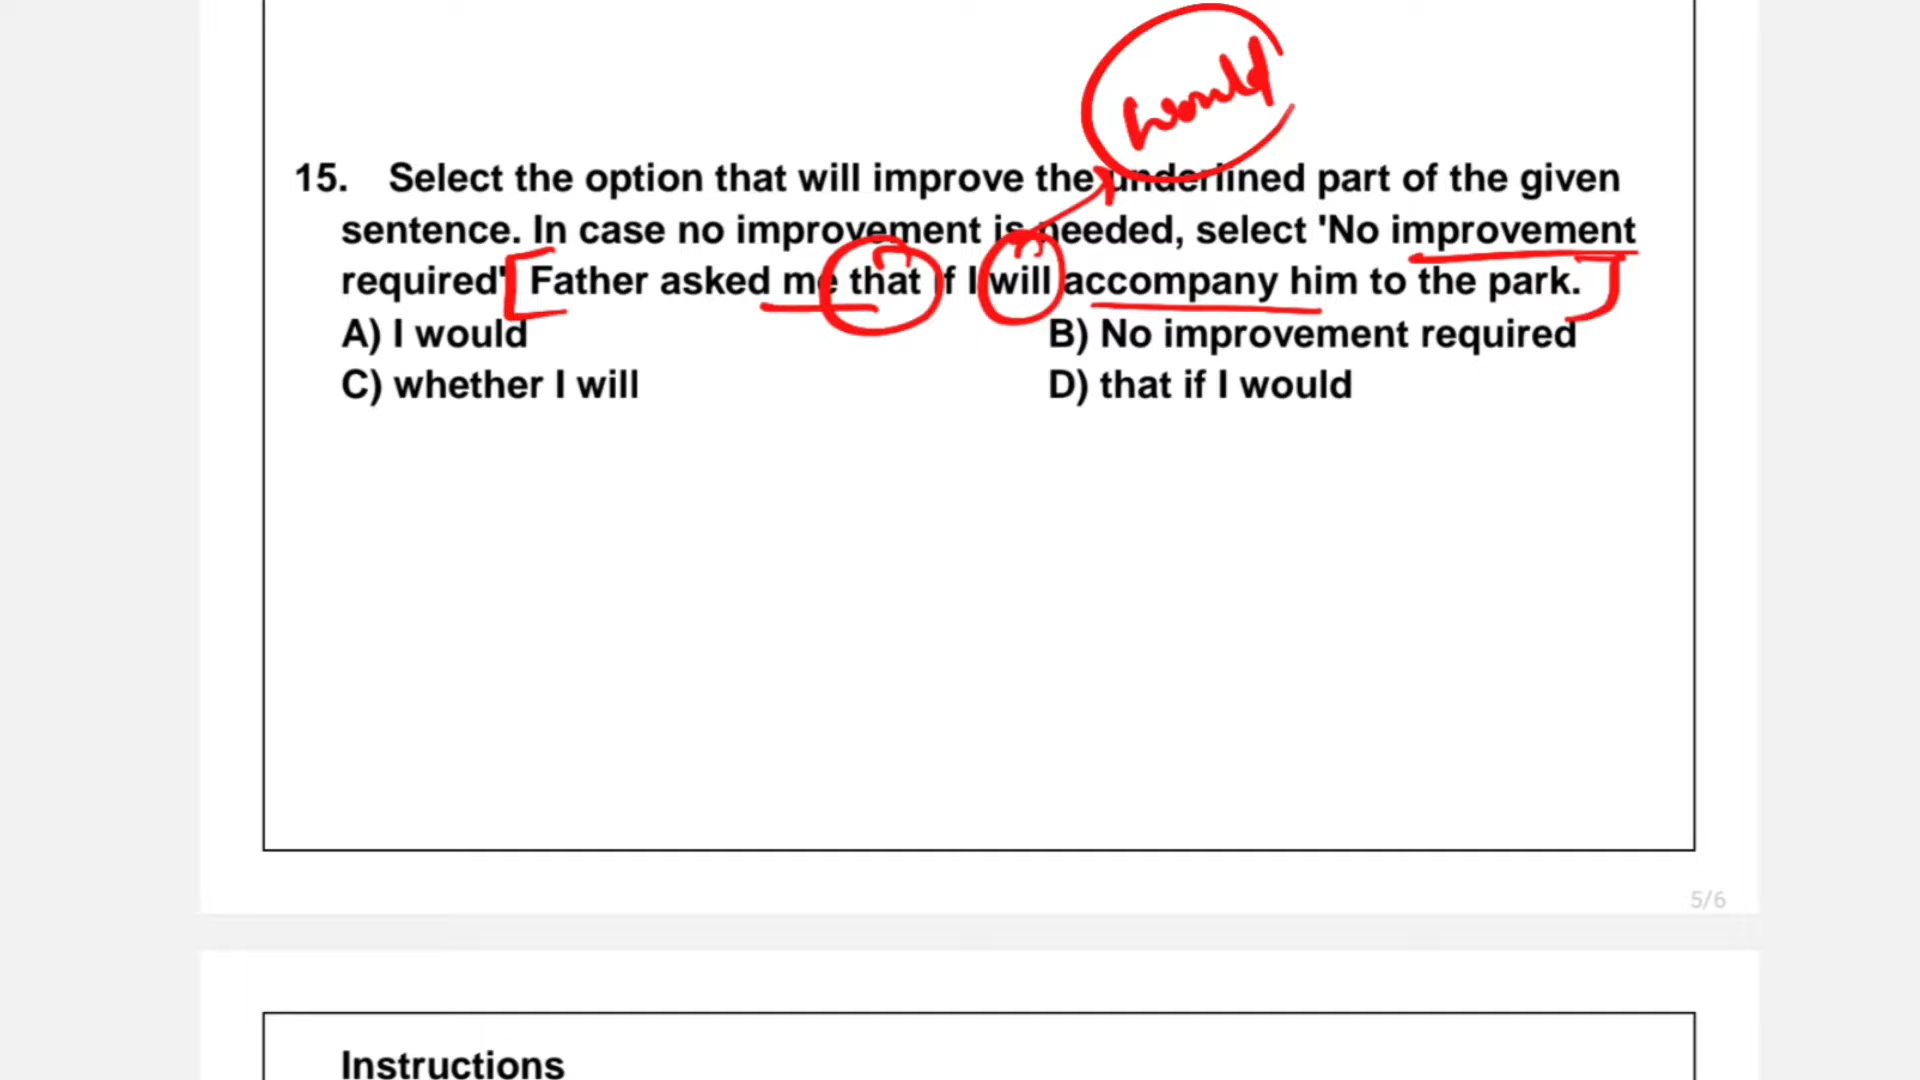 would
15. Select the option that will improve the underlined part of the given
sentence. In case no improvement is needed, select 'No improvement
required' Father asked me that if I will accompany him to the park.
A) I would B) No improvement required
C) whether I will D) that if I would
5/6
Instructions